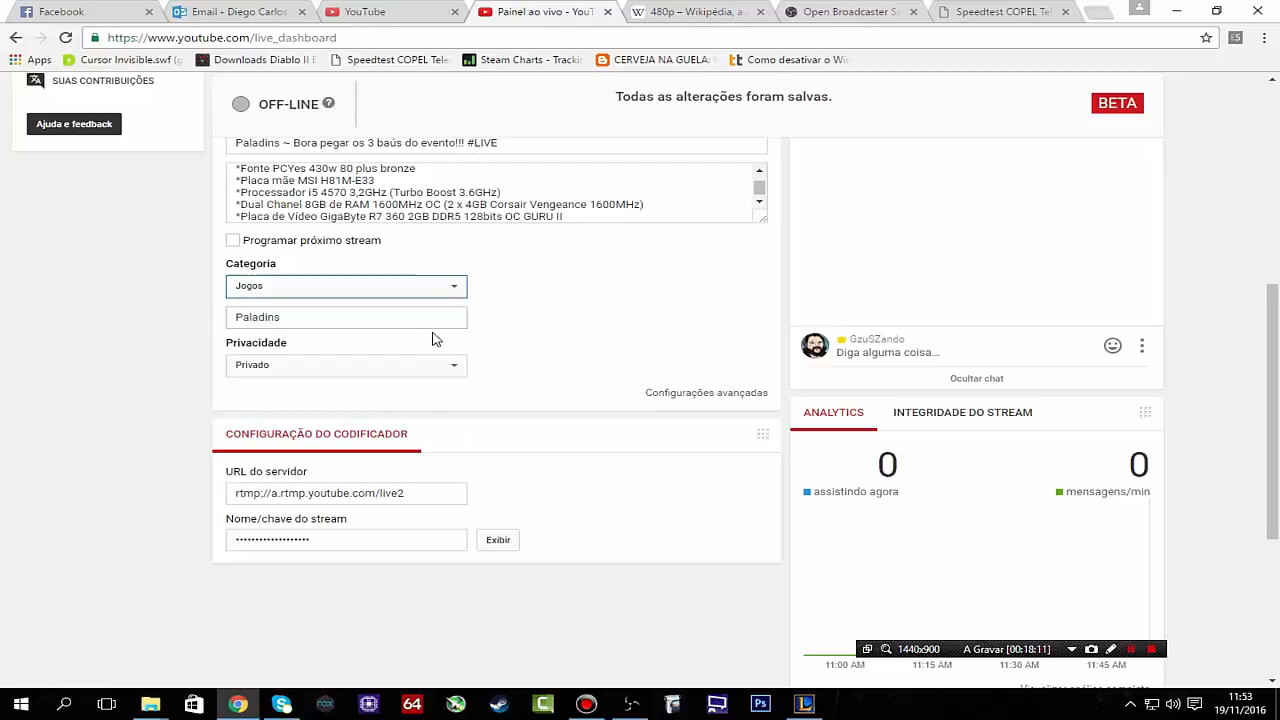 Facebook
Email - Diego Carlos
YouTube
Painel ao vivo - YouT
480p – Wikipédia, a
Open Broadcaster So
Speedtest COPEL Tel
https://www.youtube.com/live_dashboard
ES
Apps
Cursor Invisible.swf (g
Downloads Diablo II E
Speedtest COPEL Tele
Steam Charts - Trackin
CERVEJA NA GUELA:
Como desativar o Win
SUAS CONTRIBUIÇÕES
Ajuda e feedback
OFF-LINE
Todas as alterações foram salvas.
BETA
Paladins ~ Bora pegar os 3 baús do evento!!! #LIVE
*Fonte PCYes 430w 80 plus bronze
*Placa mãe MSI H81M-E33
*Processador i5 4570 3,2GHz (Turbo Boost 3.6GHz)
*Dual Chanel 8GB de RAM 1600MHz OC (2 x 4GB Corsair Vengeance 1600MHz)
*Placa de Vídeo GigaByte R7 360 2GB DDR5 128bits OC GURU II
Programar próximo stream
Categoria
Jogos
Paladins
Privacidade
Privado
Configurações avançadas
GzuSZando
Diga alguma coisa...
Ocultar chat
CONFIGURAÇÃO DO CODIFICADOR
URL do servidor
rtmp://a.rtmp.youtube.com/live2
Nome/chave do stream
•••••••••••••••••••
Exibir
ANALYTICS
INTEGRIDADE DO STREAM
0
0
assistindo agora
mensagens/min
1440x900
A Gravar [00:18:11]
11:00 AM
11:15 AM
11:30 AM
11:45 AM
64
Ps
11:53
19/11/2016